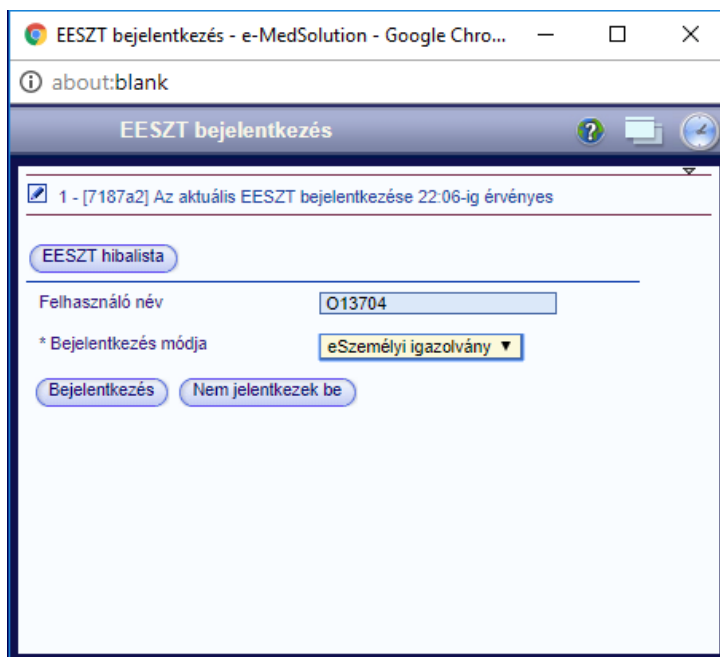 EESZT bejelentkezés - e-MedSolution - Google Chro...
about:blank
EESZT bejelentkezés
1 - [7187a2] Az aktuális EESZT bejelentkezése 22:06-ig érvényes
EESZT hibalista
Felhasználó név O13704
* Bejelentkezés módja eSzemélyi igazolvány
Bejelentkezés Nem jelentkezek be